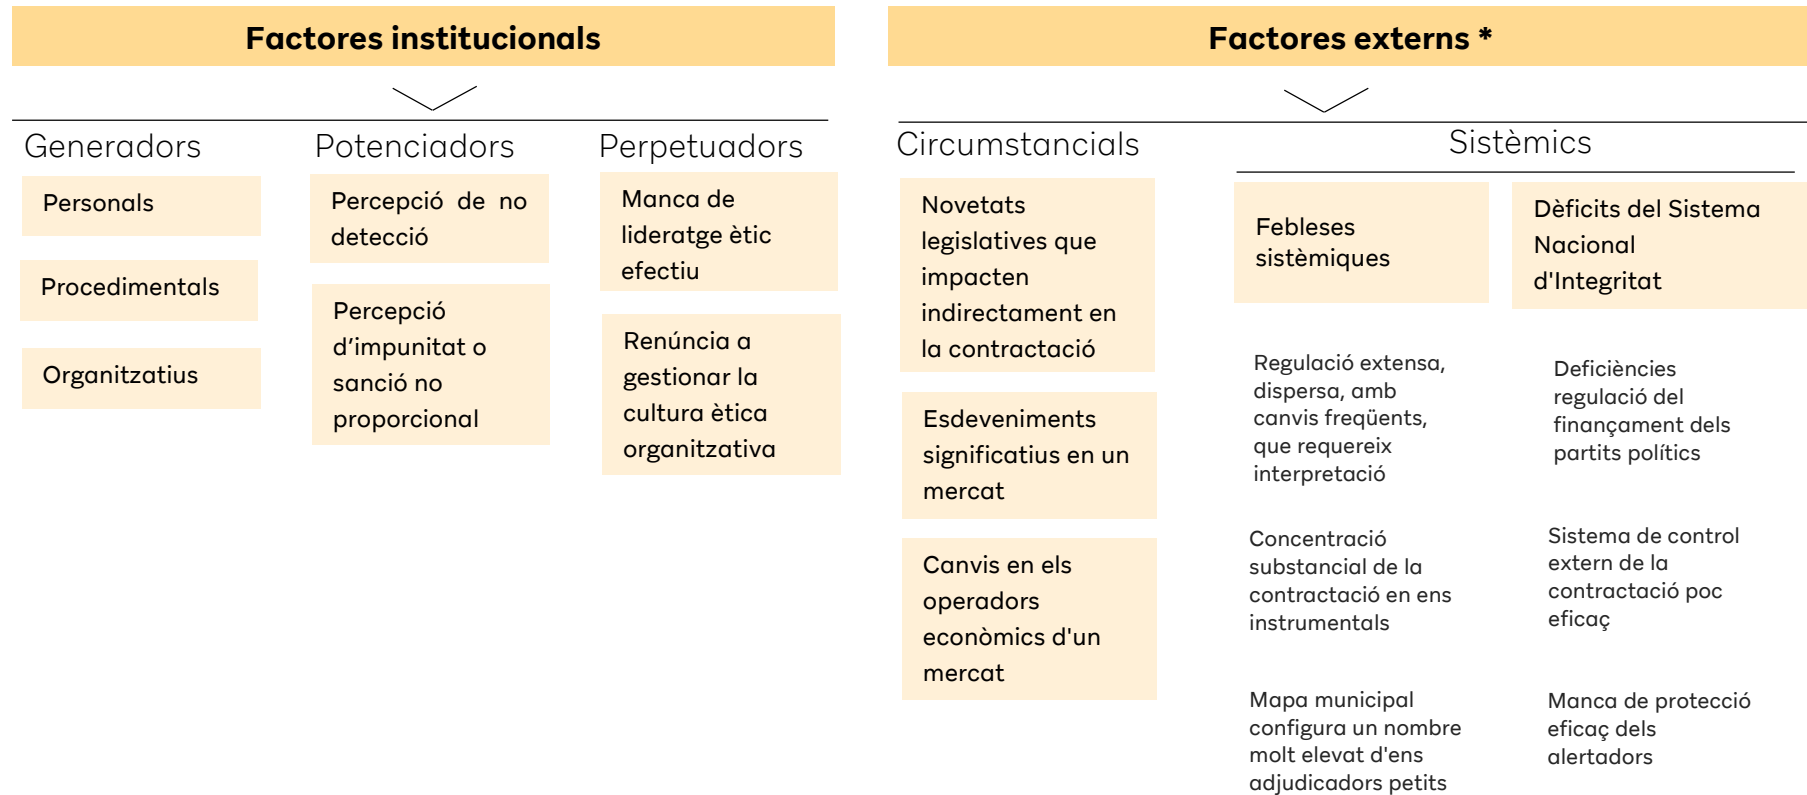 Factores institucionals
Generadors
Personals
Procedimentals
Organitzatius
Potenciadors
Percepció de no
detecció
Percepció
d’impunitat o
sanció no
proporcional
Perpetuadors
Manca de
lideratge ètic
efectiu
Renúncia a
gestionar la
cultura ètica
organitzativa
Factores externs *
Circumstancials
Novetats
legislatives que
impacten
indirectament en
la contractació
Esdeveniments
significatius en un
mercat
Canvis en els
operadors
econòmics d'un
mercat
Sistèmics
Febleses
sistèmiques
Regulació extensa,
dispersa, amb
canvis freqüents,
que requereix
interpretació
Concentració
substancial de la
contractació en ens
instrumentals
Mapa municipal
configura un nombre
molt elevat d'ens
adjudicadors petits
Dèficits del Sistema
Nacional
d'Integritat
Deficiències
regulació del
finançament dels
partits polítics
Sistema de control
extern de la
contractació poc
eficaç
Manca de protecció
eficaç dels
alertadors